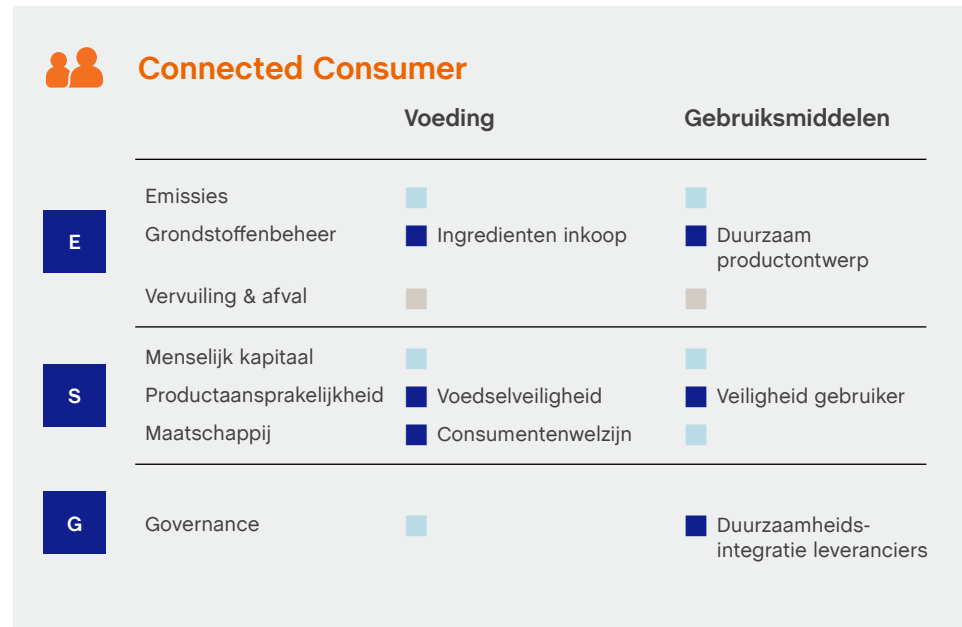 Connected Consumer
Voeding Gebruiksmiddelen
E
Emissies
Grondstoffenbeheer Ingredienten inkoop Duurzaam
productontwerp
Vervuiling & afval
S
Menselijk kapitaal
Productaansprakelijkheid Voedselveiligheid Veiligheid gebruiker
Maatschappij Consumentenwelzijn
G
Governance Duurzaamheids-
integratie leveranciers